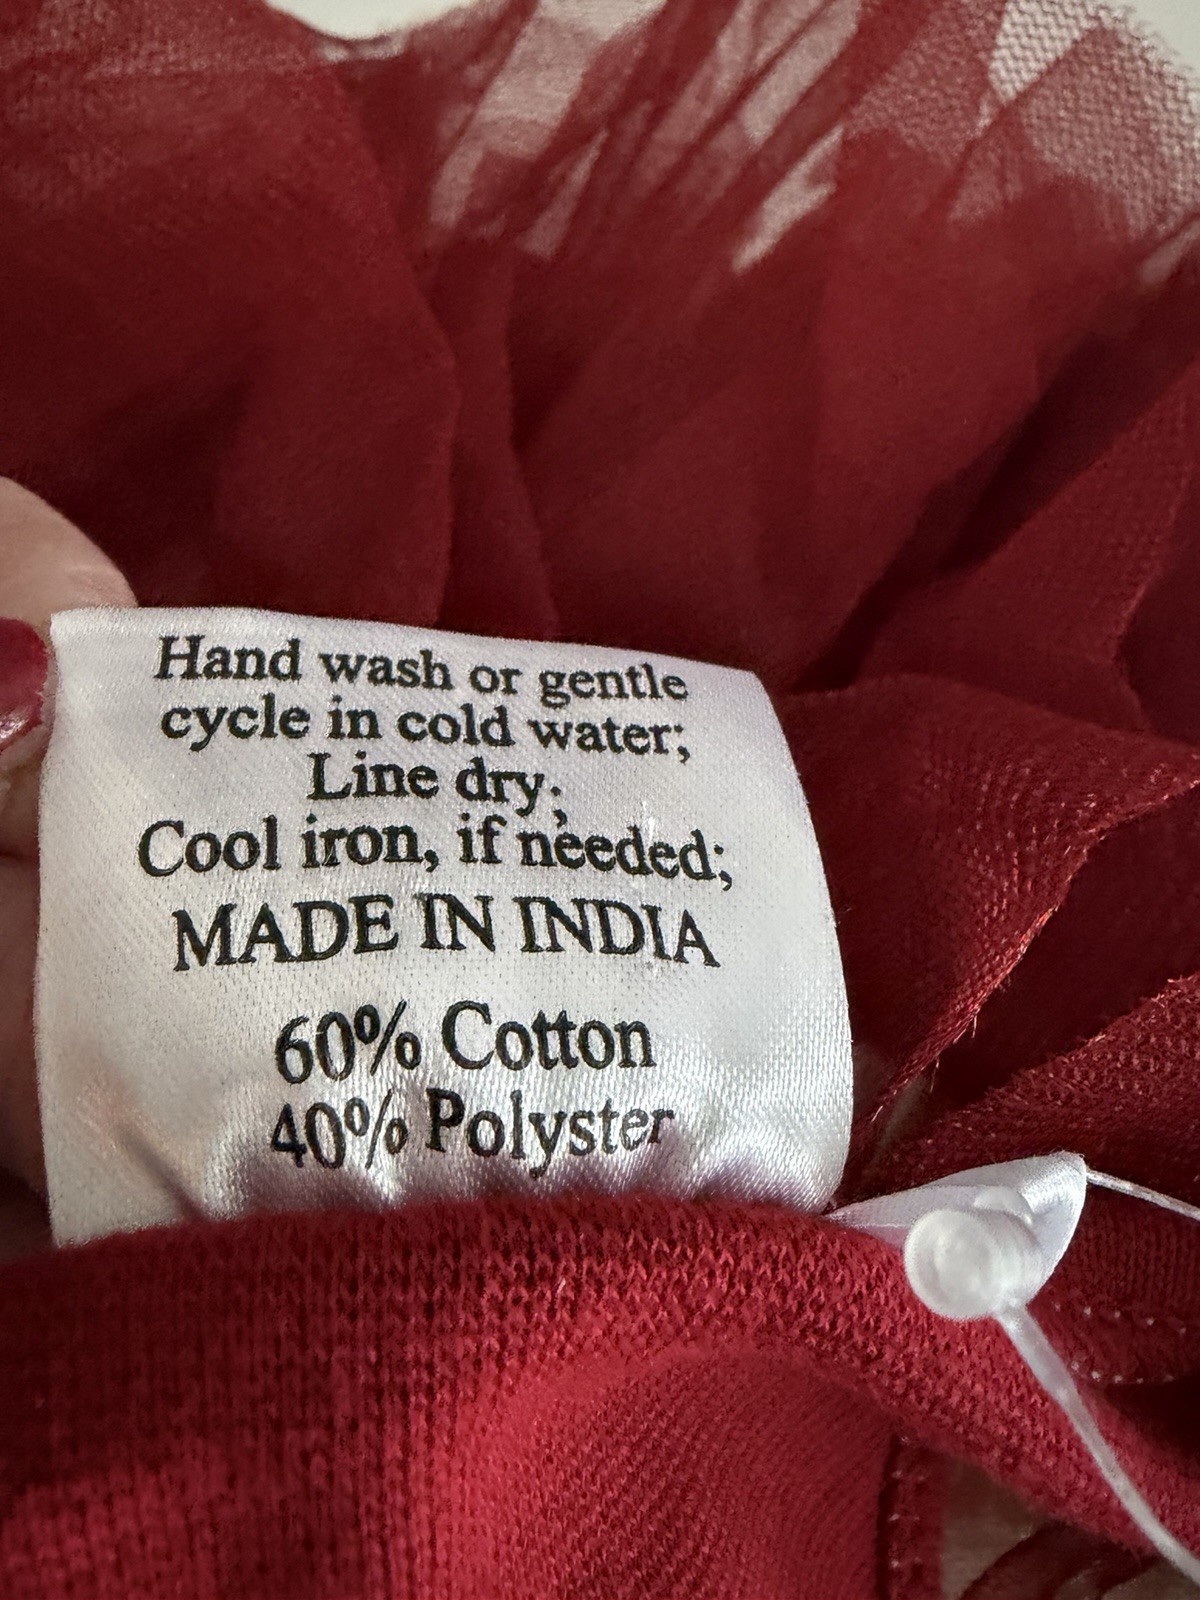 Hand wash or gentle
cycle in cold water;
Line dry;
Cool iron, if needed;
MADE IN INDIA
60% Cotton
40% Polyster